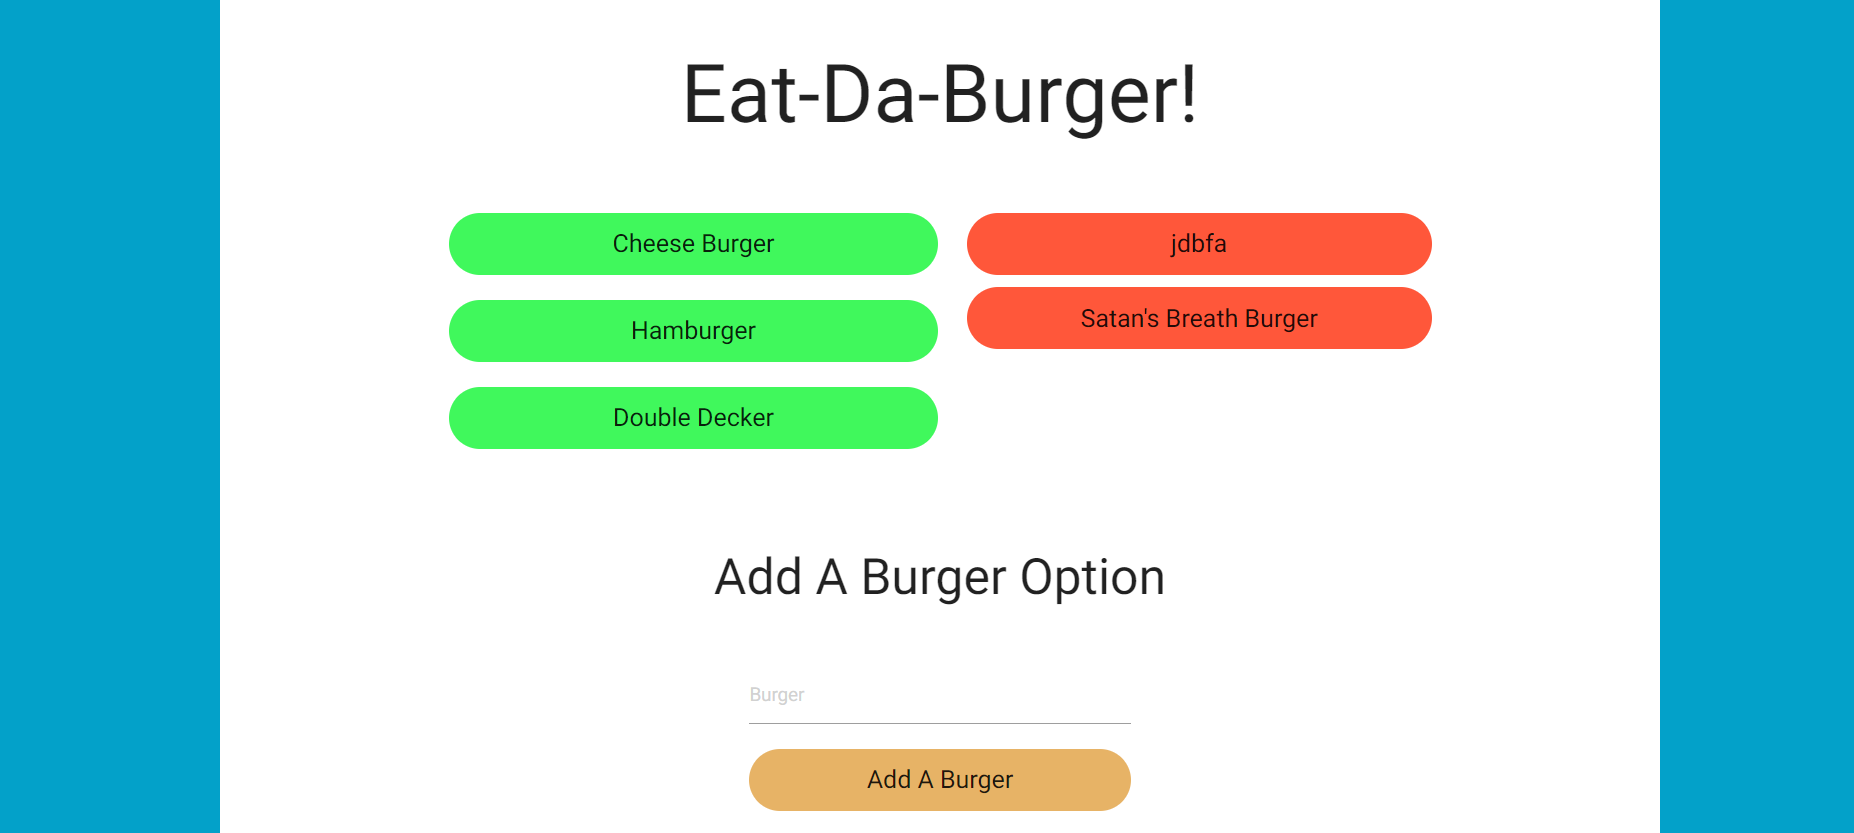 Eat-Da-Burger!
Cheese Burger
Hamburger
Double Decker
jdbfa
Satan's Breath Burger
Add A Burger Option
Burger
Add A Burger